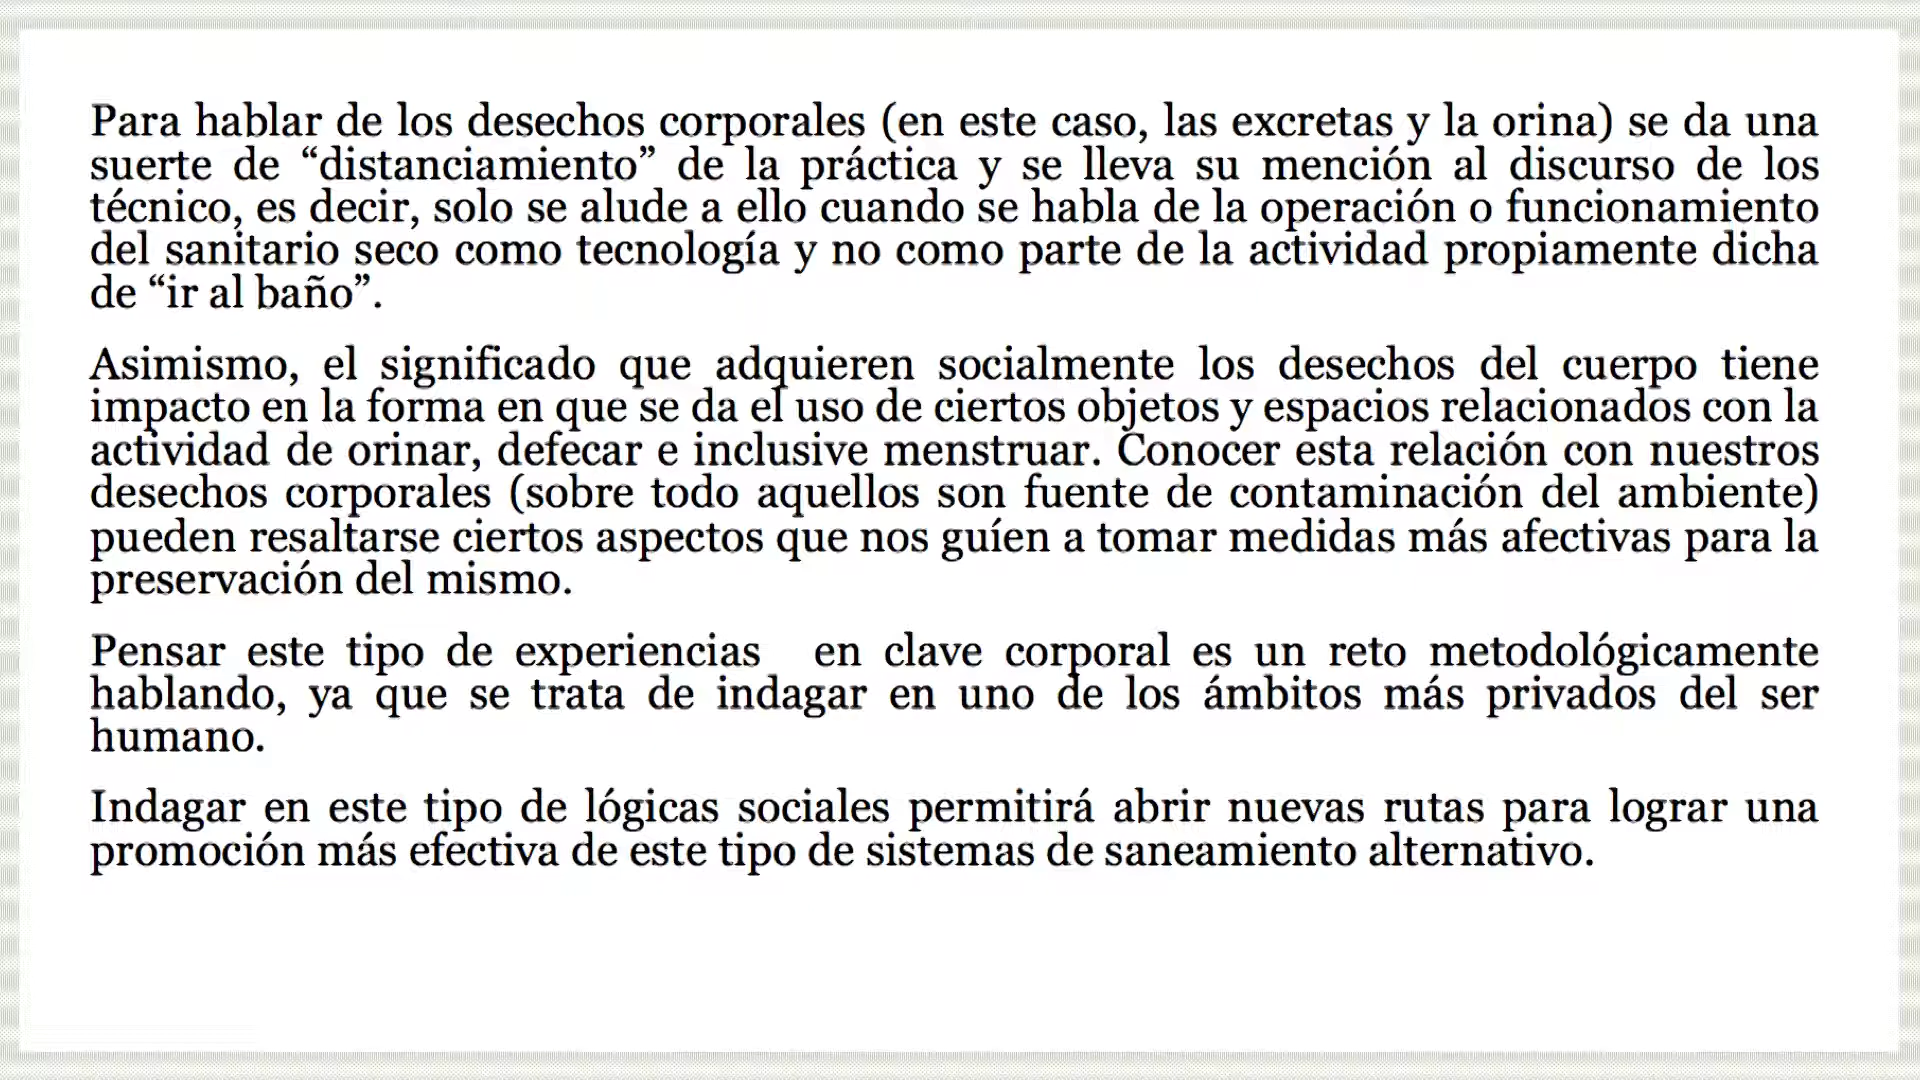 Para hablar de los desechos corporales (en este caso, las excretas y la orina) se da una
suerte de “distanciamiento” de la práctica y se lleva su mención al discurso de los
técnico, es decir, solo se alude a ello cuando se habla de la operación o funcionamiento
del sanitario seco como tecnología y no como parte de la actividad propiamente dicha
de “ir al baño”.
Asimismo, el significado que adquieren socialmente los desechos del cuerpo tiene
impacto en la forma en que se da el uso de ciertos objetos y espacios relacionados con la
actividad de orinar, defecar e inclusive menstruar. Conocer esta relación con nuestros
desechos corporales (sobre todo aquellos son fuente de contaminación del ambiente)
pueden resaltarse ciertos aspectos que nos guíen a tomar medidas más afectivas para la
preservación del mismo.
Pensar este tipo de experiencias en clave corporal es un reto metodológicamente
hablando, ya que se trata de indagar en uno de los ámbitos más privados del ser
humano.
Indagar en este tipo de lógicas sociales permitirá abrir nuevas rutas para lograr una
promoción más efectiva de este tipo de sistemas de saneamiento alternativo.